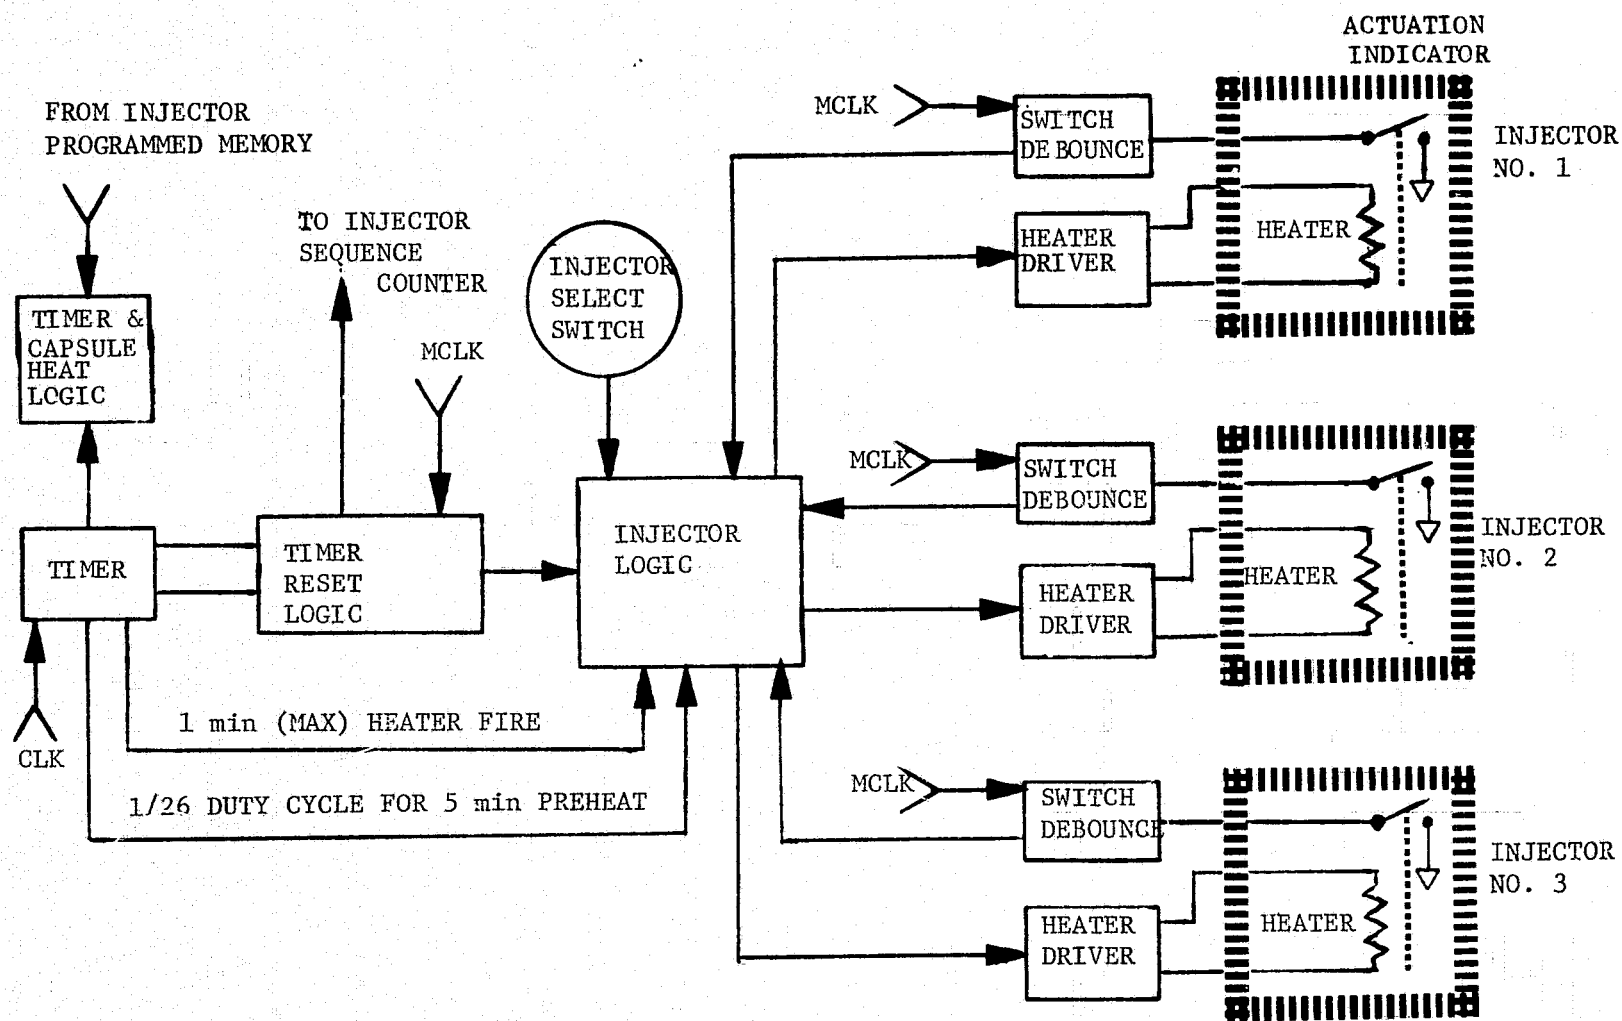 ACTUATION
INDICATOR
FROM INJECTOR
PROGRAMMED MEMORY
MCLK
SWITCH
DEBOUNCE
INJECTOR
NO. 1
TO INJECTOR
SEQUENCE
COUNTER
HEATER
DRIVER
HEATER
INJECTOR
SELECT
SWITCH
TIMER &
CAPSULE
HEAT
LOGIC
MCLK
MCLK
SWITCH
DEBOUNCE
INJECTOR
NO. 2
TIMER
TIMER
RESET
LOGIC
INJECTOR
LOGIC
HEATER
DRIVER
HEATER
1 min (MAX) HEATER FIRE
CLK
1/26 DUTY CYCLE FOR 5 min PREHEAT
MCLK
SWITCH
DEBOUNCE
INJECTOR
NO. 3
HEATER
DRIVER
HEATER